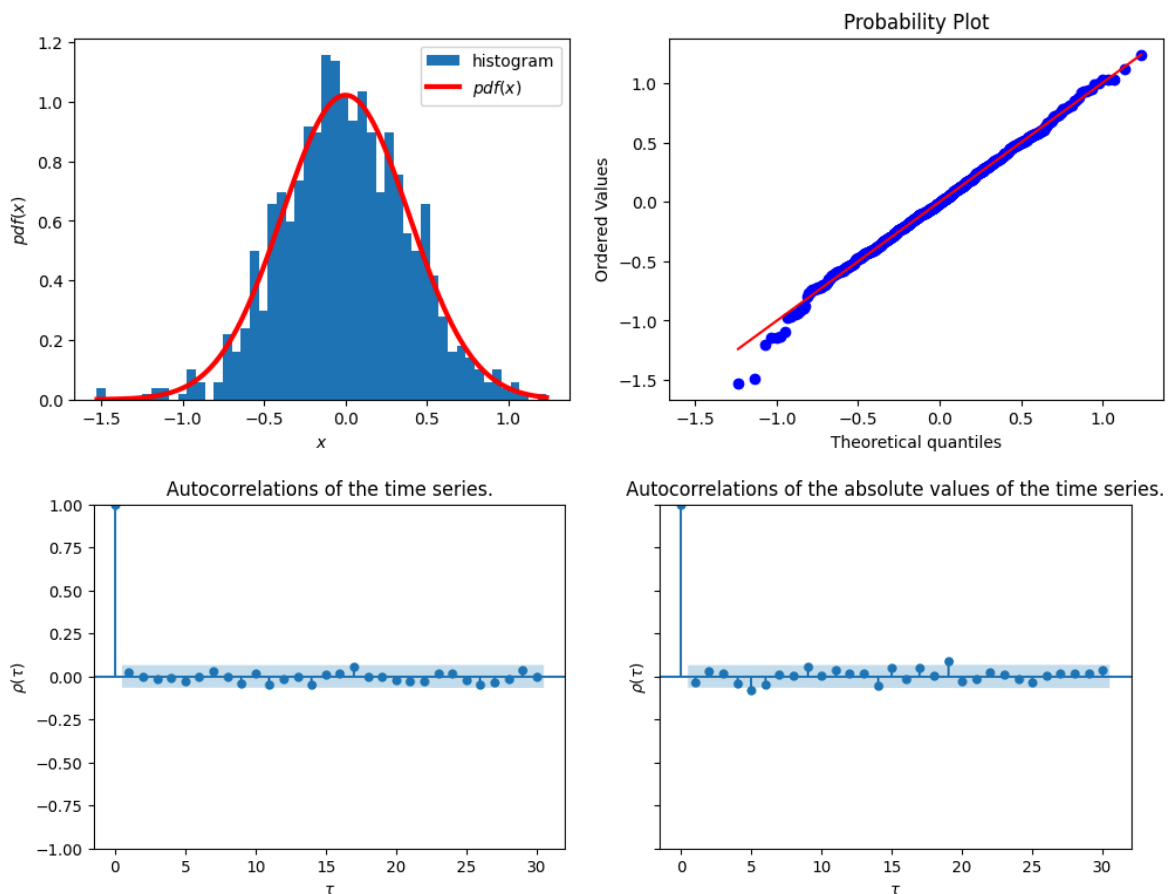 Probability Plot
1.2
1.0
0.8
0.6
0.4
0.2
0.0
pdf(x)
histogram
pdf(x)
−1.5 −1.0 −0.5 0.0 0.5 1.0
x
1.0
0.5
0.0
−0.5
−1.0
−1.5
Ordered Values
−1.5 −1.0 −0.5 0.0 0.5 1.0
Theoretical quantiles
Autocorrelations of the time series.
1.00
0.75
0.50
0.25
0.00
−0.25
−0.50
−0.75
−1.00
ρ(τ)
0 5 10 15 20 25 30
τ
Autocorrelations of the absolute values of the time series.
ρ(τ)
0 5 10 15 20 25 30
τ